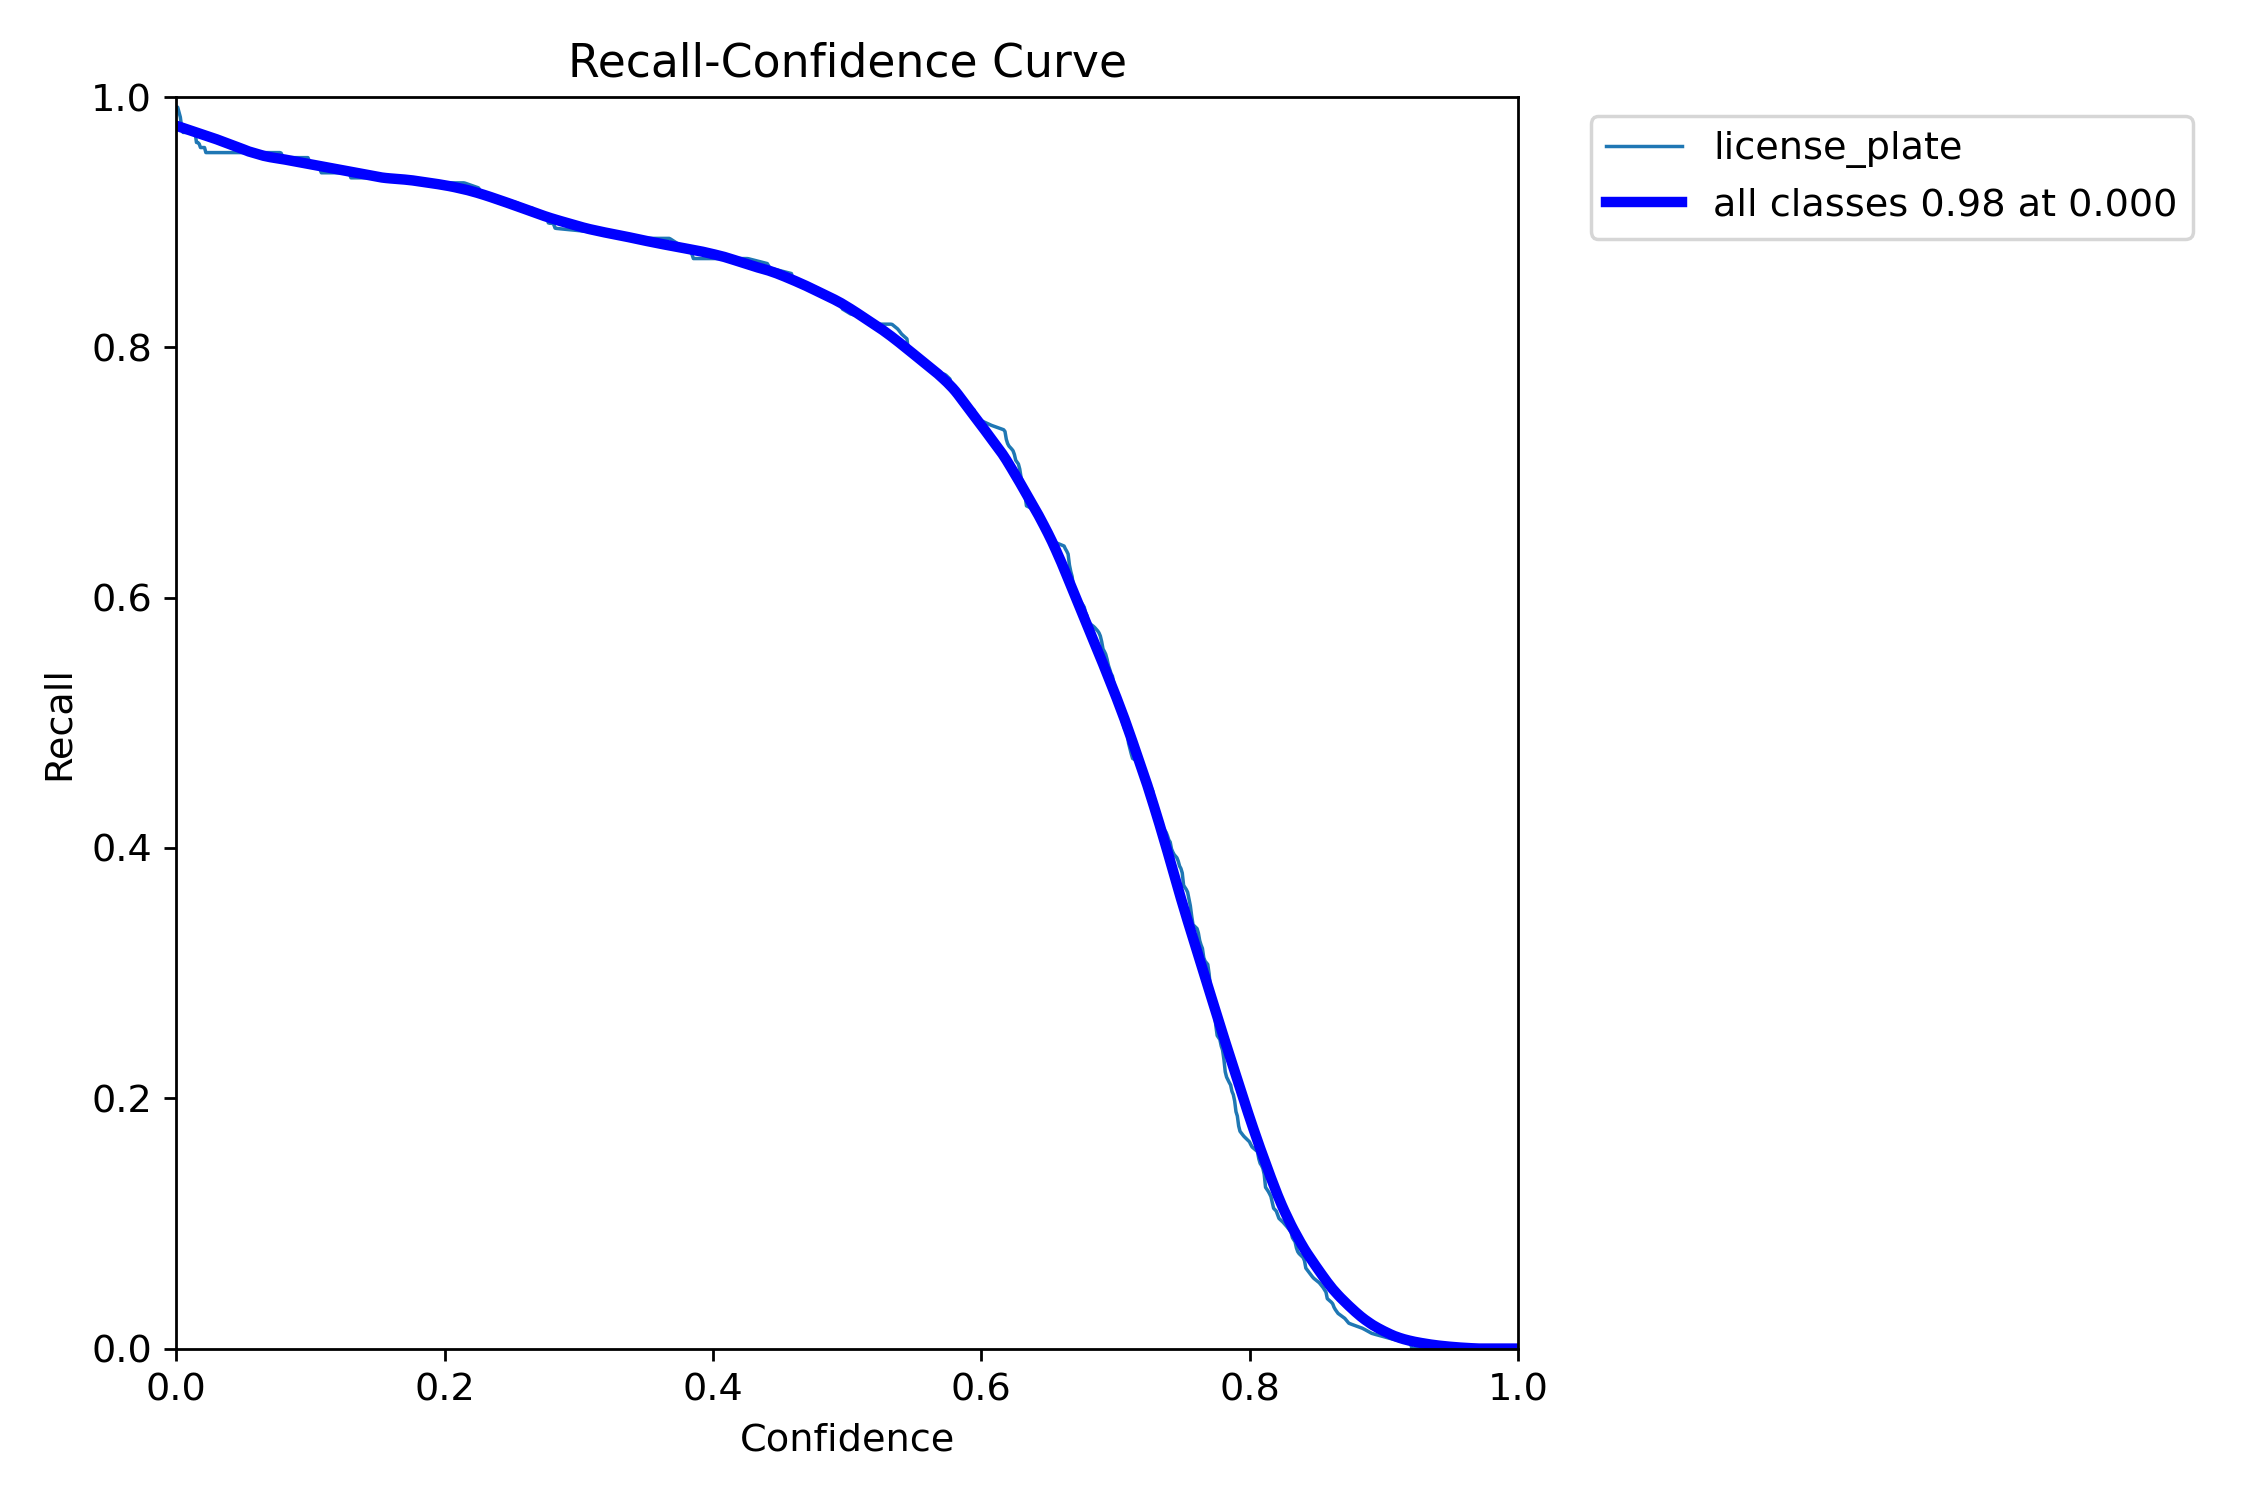 Recall-Confidence Curve
1.0
0.8
0.6
0.4
0.2
0.0
Recall
0.0 0.2 0.4 0.6 0.8 1.0
Confidence
license_plate
all classes 0.98 at 0.000